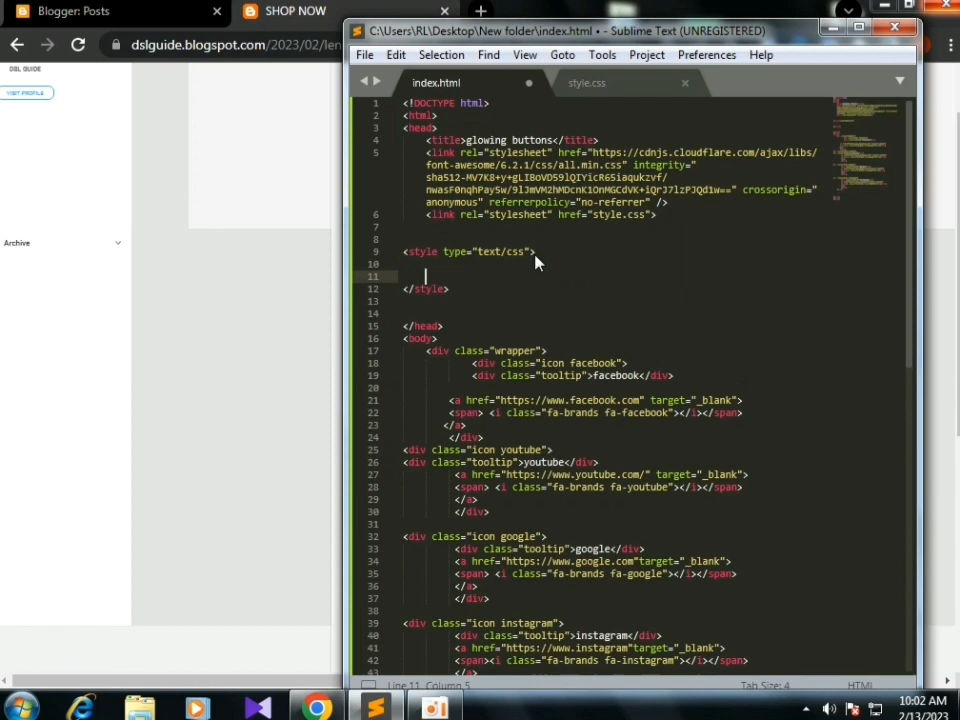 Blogger: Posts
SHOP NOW
dslguide.blogspot.com/2023/02/len
DSL GUIDE
VISIT PROFILE
Archive
C:\Users\RL\Desktop\New folder\index.html • - Sublime Text (UNREGISTERED)
File Edit Selection Find View Goto Tools Project Preferences Help
index.html
style.css
1 <!DOCTYPE html>
2 <html>
3 <head>
4 <title>glowing buttons</title>
5 <link rel="stylesheet" href="https://cdnjs.cloudflare.com/ajax/libs/
font-awesome/6.2.1/css/all.min.css" integrity="
sha512-MV7K8+y+gLIBoVD59lQIYicR65iaqukzvf/
nwasF0nqhPay5w/9lJmVM2hMDcnK1OnMGCdVK+iQrJ7lzPJQd1w==" crossorigin="
anonymous" referrerpolicy="no-referrer" />
6 <link rel="stylesheet" href="style.css">
7
8
9 <style type="text/css">
10
11
12 </style>
13
14
15 </head>
16 <body>
17 <div class="wrapper">
18 <div class="icon facebook">
19 <div class="tooltip">facebook</div>
20
21 <a href="https://www.facebook.com" target="_blank">
22 <span> <i class="fa-brands fa-facebook"></i></span>
23 </a>
24 </div>
25 <div class="icon youtube">
26 <div class="tooltip">youtube</div>
27 <a href="https://www.youtube.com/" target="_blank">
28 <span> <i class="fa-brands fa-youtube"></i></span>
29 </a>
30 </div>
31
32 <div class="icon google">
33 <div class="tooltip">google</div>
34 <a href="https://www.google.com"target="_blank">
35 <span> <i class="fa-brands fa-google"></i></span>
36 </a>
37 </div>
38
39 <div class="icon instagram">
40 <div class="tooltip">instagram</div>
41 <a href="https://www.instagram"target="_blank">
42 <span><i class="fa-brands fa-instagram"></i></span>
43 </a>
Line 11, Column 5
Tab Size: 4
HTML
10:02 AM
2/13/2023